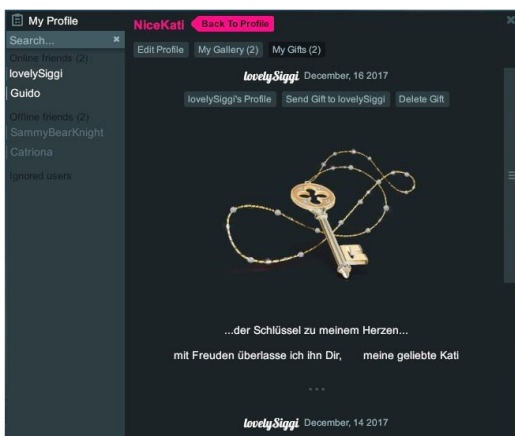 My Profile
Search...
Online friends (2)
lovelySiggi
Guido
Offline friends (2)
SammyBearKnight
Catriona
Ignored users
NiceKati Back To Profile
Edit Profile My Gallery (2) My Gifts (2)
lovelySiggi December, 16 2017
lovelySiggi's Profile Send Gift to lovelySiggi Delete Gift
...der Schlüssel zu meinem Herzen...
mit Freuden überlasse ich ihn Dir, meine geliebte Kati
...
lovelySiggi December, 14 2017